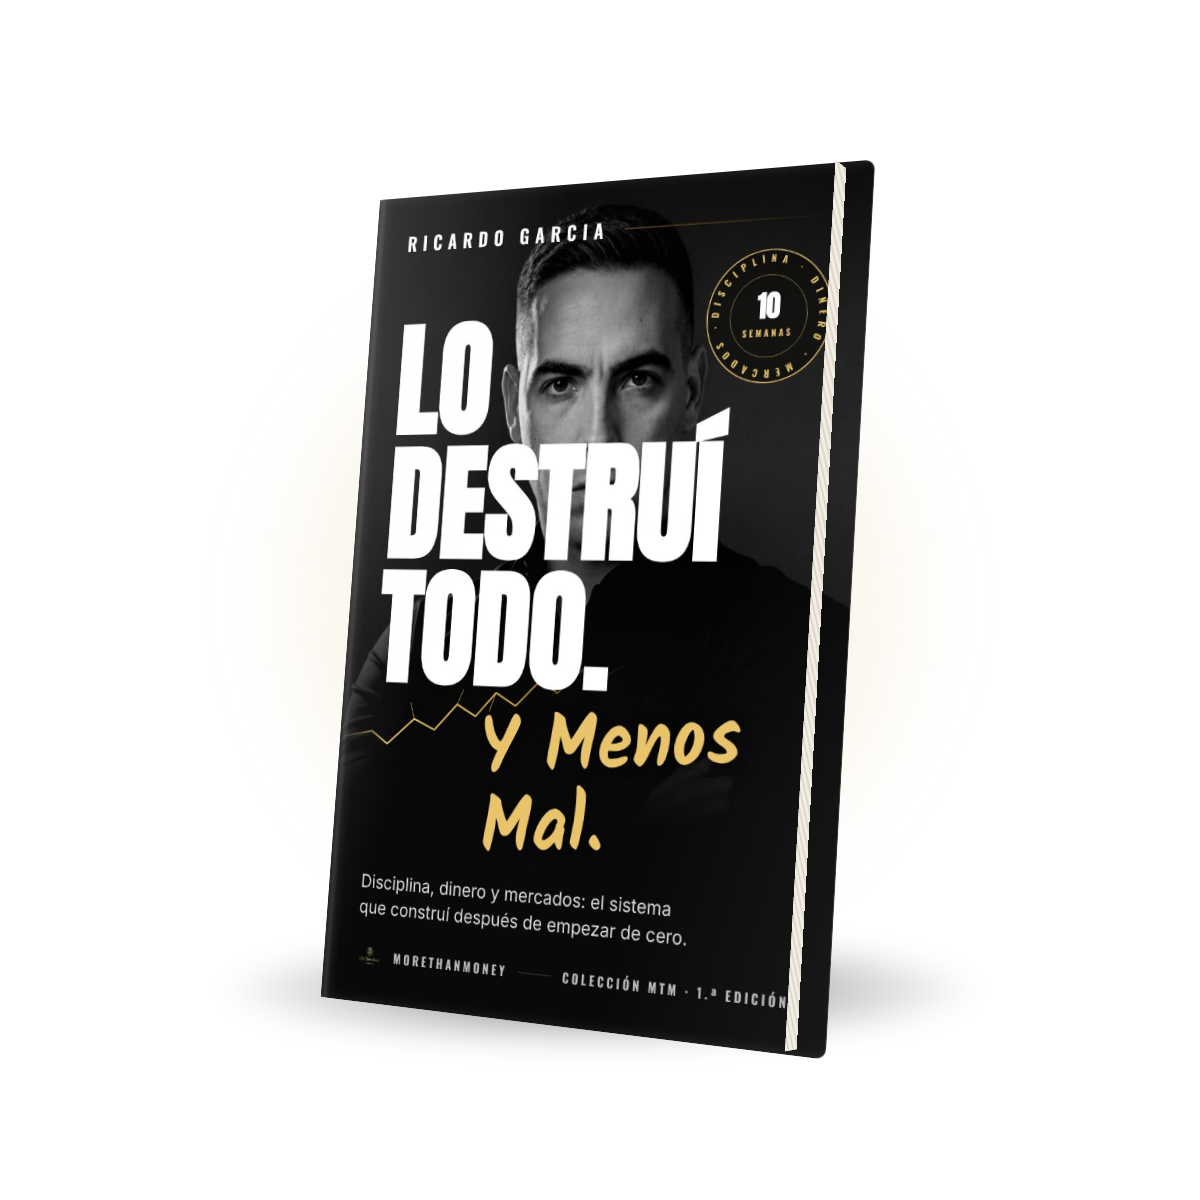 RICARDO GARCIA
DISCIPLINA · DINERO · MERCADOS ·
10
SEMANAS
LO
DESTRUÍ
TODO.
Y Menos
Mal.
Disciplina, dinero y mercados: el sistema
que construí después de empezar de cero.
MORETHANMONEY
COLECCIÓN MTM · 1.ª EDICIÓN